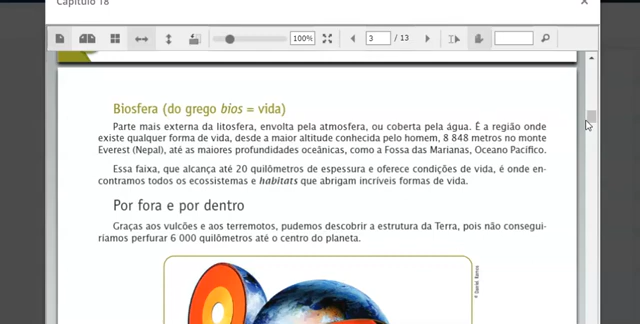 Capítulo 18
100%
3 / 13
Biosfera (do grego bios = vida)
Parte mais externa da litosfera, envolta pela atmosfera, ou coberta pela água. É a região onde
existe qualquer forma de vida, desde a maior altitude conhecida pelo homem, 8 848 metros no monte
Everest (Nepal), até as maiores profundidades oceânicas, como a Fossa das Marianas, Oceano Pacífico.
Essa faixa, que alcança até 20 quilômetros de espessura e oferece condições de vida, é onde en-
contramos todos os ecossistemas e habitats que abrigam incríveis formas de vida.
Por fora e por dentro
Graças aos vulcões e aos terremotos, pudemos descobrir a estrutura da Terra, pois não consegui-
ríamos perfurar 6 000 quilômetros até o centro do planeta.